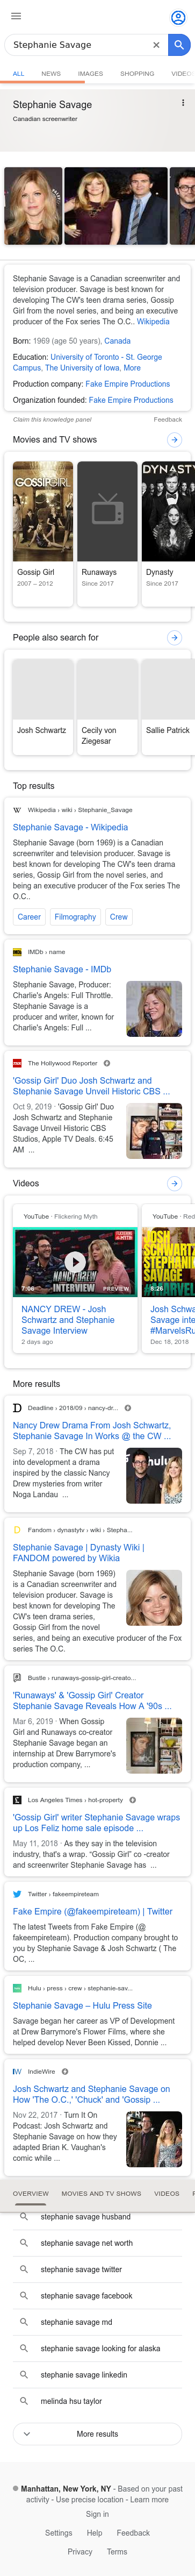 Stephanie Savage
ALL NEWS IMAGES SHOPPING VIDEO
Stephanie Savage
Canadian screenwriter
Stephanie Savage is a Canadian screenwriter and
television producer. Savage is best known for
developing The CW's teen drama series, Gossip
Girl from the novel series, and being an executive
producer of the Fox series The O.C.. Wikipedia
Born: 1969 (age 50 years), Canada
Education: University of Toronto - St. George
Campus, The University of Iowa, More
Production company: Fake Empire Productions
Organization founded: Fake Empire Productions
Claim this knowledge panel Feedback
Movies and TV shows
GOSSIP GIRL
DYNASTY
Gossip Girl Runaways Dynasty
2007 – 2012 Since 2017 Since 2017
People also search for
Josh Schwartz Cecily von Sallie Patrick
Ziegesar
Top results
W Wikipedia › wiki › Stephanie_Savage
Stephanie Savage - Wikipedia
Stephanie Savage (born 1969) is a Canadian
screenwriter and television producer. Savage is
best known for developing The CW's teen drama
series, Gossip Girl from the novel series, and
being an executive producer of the Fox series The
O.C..
Career Filmography Crew
IMDb › name
Stephanie Savage - IMDb
Stephanie Savage, Producer:
Charlie's Angels: Full Throttle.
Stephanie Savage is a
producer and writer, known for
Charlie's Angels: Full ...
The Hollywood Reporter
'Gossip Girl' Duo Josh Schwartz and
Stephanie Savage Unveil Historic CBS ...
Oct 9, 2019 · 'Gossip Girl' Duo
Josh Schwartz and Stephanie
Savage Unveil Historic CBS
Studios, Apple TV Deals. 6:45
AM ...
Videos
YouTube · Flickering Myth
YouTube · Red
NANCY DREW
7:06 PREVIEW
JOSH
STEPHANIE
SAVAGE
MARVEL
6:26
NANCY DREW - Josh
Schwartz and Stephanie
Savage Interview
2 days ago
Josh Schwa
Savage inte
#MarvelsRu
Dec 18, 2018
More results
D Deadline › 2018/09 › nancy-dr...
Nancy Drew Drama From Josh Schwartz,
Stephanie Savage In Works @ the CW ...
Sep 7, 2018 · The CW has put
into development a drama
inspired by the classic Nancy
Drew mysteries from writer
Noga Landau ...
hulu
Fandom › dynastytv › wiki › Stepha...
Stephanie Savage | Dynasty Wiki |
FANDOM powered by Wikia
Stephanie Savage (born 1969)
is a Canadian screenwriter and
television producer. Savage is
best known for developing The
CW's teen drama series,
Gossip Girl from the novel
series, and being an executive producer of the Fox
series The O.C.
Bustle › runaways-gossip-girl-creato...
'Runaways' & 'Gossip Girl' Creator
Stephanie Savage Reveals How A '90s ...
Mar 6, 2019 · When Gossip
Girl and Runaways co-creator
Stephanie Savage began an
internship at Drew Barrymore's
production company, ...
Los Angeles Times › hot-property
'Gossip Girl' writer Stephanie Savage wraps
up Los Feliz home sale episode ...
May 11, 2018 · As they say in the television
industry, that's a wrap. “Gossip Girl” co -creator
and screenwriter Stephanie Savage has ...
Twitter › fakeempireteam
Fake Empire (@fakeempireteam) | Twitter
The latest Tweets from Fake Empire (@
fakeempireteam). Production company brought to
you by Stephanie Savage & Josh Schwartz ( The
OC, ...
Hulu › press › crew › stephanie-sav...
Stephanie Savage – Hulu Press Site
Savage began her career as VP of Development
at Drew Barrymore's Flower Films, where she
helped develop Never Been Kissed, Donnie ...
IW IndieWire
Josh Schwartz and Stephanie Savage on
How 'The O.C.,' 'Chuck' and 'Gossip ...
Nov 22, 2017 · Turn It On
Podcast: Josh Schwartz and
Stephanie Savage on how they
adapted Brian K. Vaughan's
comic while ...
OVERVIEW MOVIES AND TV SHOWS VIDEOS
stephanie savage husband
stephanie savage net worth
stephanie savage twitter
stephanie savage facebook
stephanie savage md
stephanie savage looking for alaska
stephanie savage linkedin
melinda hsu taylor
More results
Manhattan, New York, NY - Based on your past
activity - Use precise location - Learn more
Sign in
Settings Help Feedback
Privacy Terms